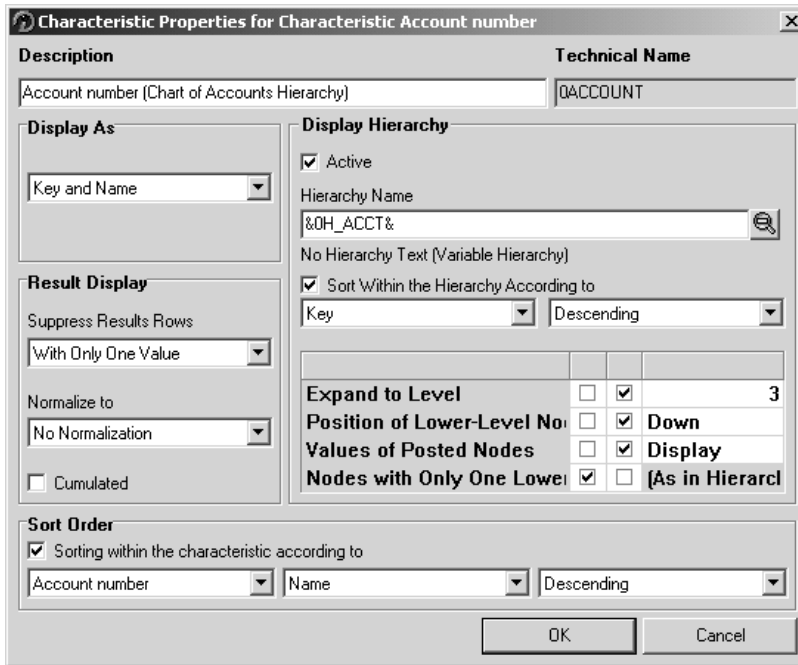 Characteristic Properties for Characteristic Account number
Description
Technical Name
Account number (Chart of Accounts Hierarchy)
0ACCOUNT
Display As
Key and Name
Display Hierarchy
Active
Hierarchy Name
&0H_ACCT&
No Hierarchy Text (Variable Hierarchy)
Sort Within the Hierarchy According to
Key
Descending
Expand to Level
3
Position of Lower-Level No
Down
Values of Posted Nodes
Display
Nodes with Only One Lower
(As in Hierarcl
Result Display
Suppress Results Rows
With Only One Value
Normalize to
No Normalization
Cumulated
Sort Order
Sorting within the characteristic according to
Account number
Name
Descending
OK
Cancel